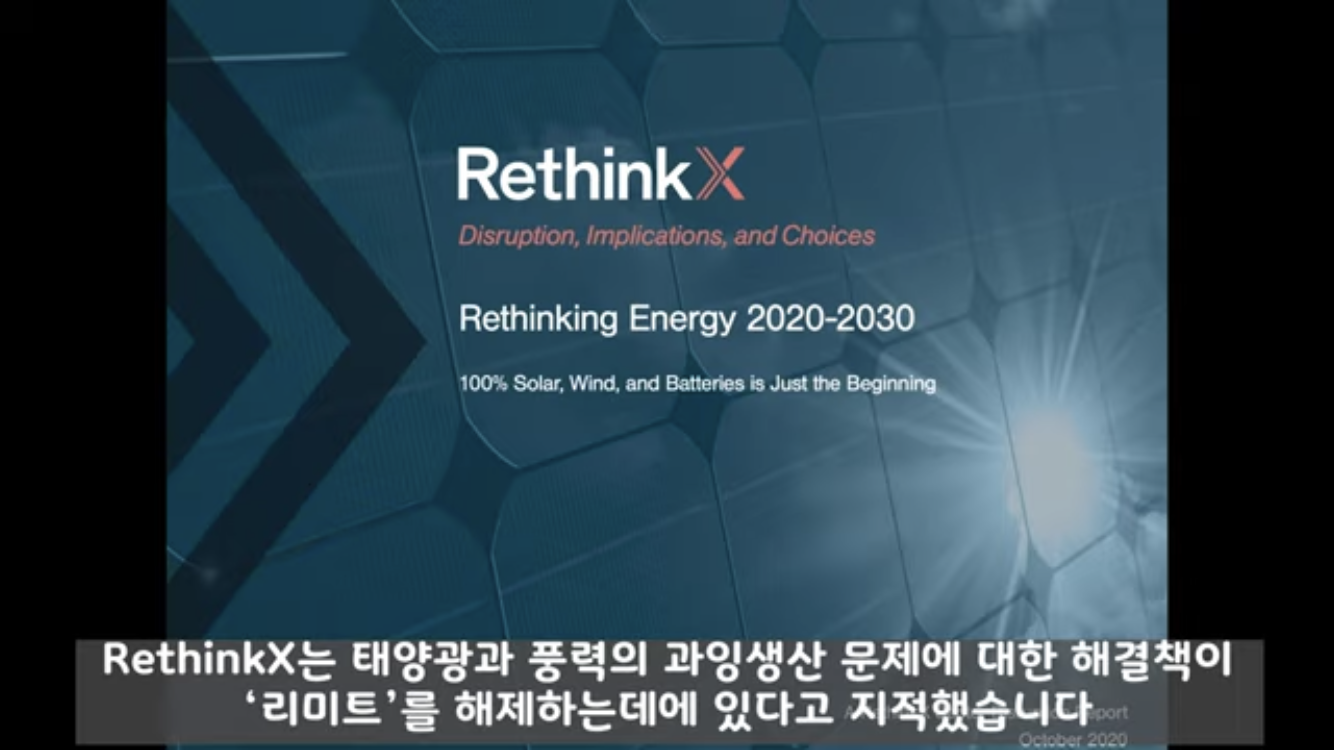 RethinkX
Disruption, Implications, and Choices
Rethinking Energy 2020-2030
100% Solar, Wind, and Batteries is Just the Beginning
RethinkX는 태양광과 풍력의 과잉생산 문제에 대한 해결책이
‘리미트’를 해제하는데에 있다고 지적했습니다
Report
October 2020